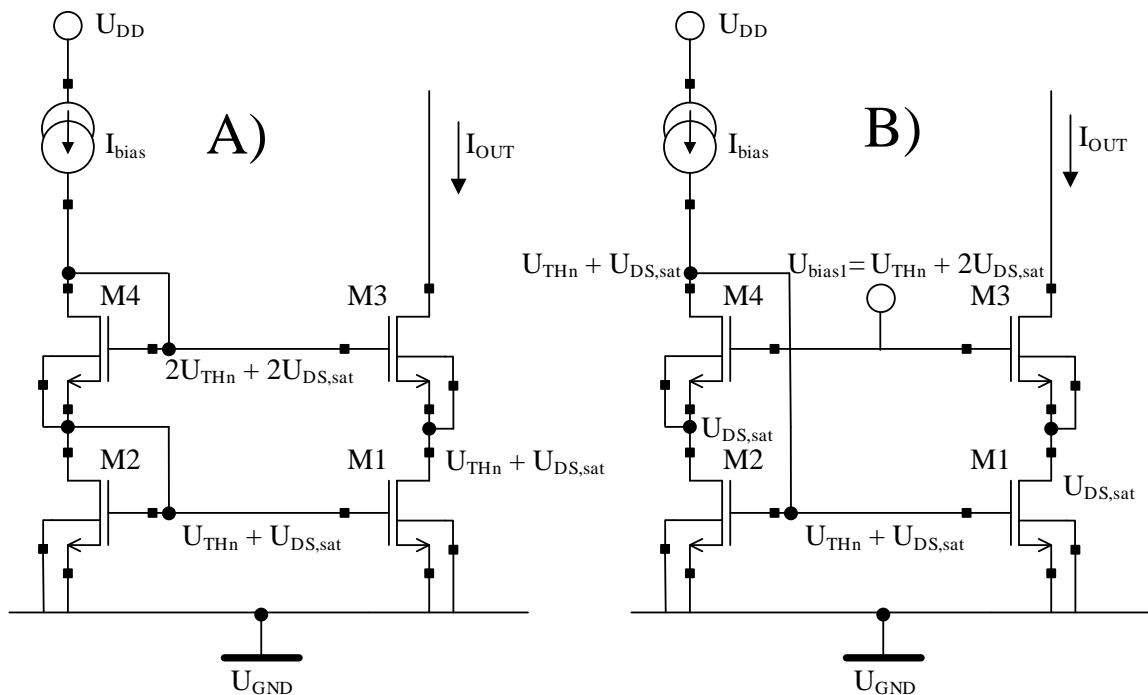 U_DD
A)
I_bias
I_OUT
M4
M3
2U_THn + 2U_DS,sat
M2
M1
U_THn + U_DS,sat
U_THn + U_DS,sat
U_GND
U_DD
B)
I_bias
I_OUT
U_THn + U_DS,sat
U_bias1= U_THn + 2U_DS,sat
M4
M3
U_DS,sat
M2
M1
U_DS,sat
U_THn + U_DS,sat
U_GND